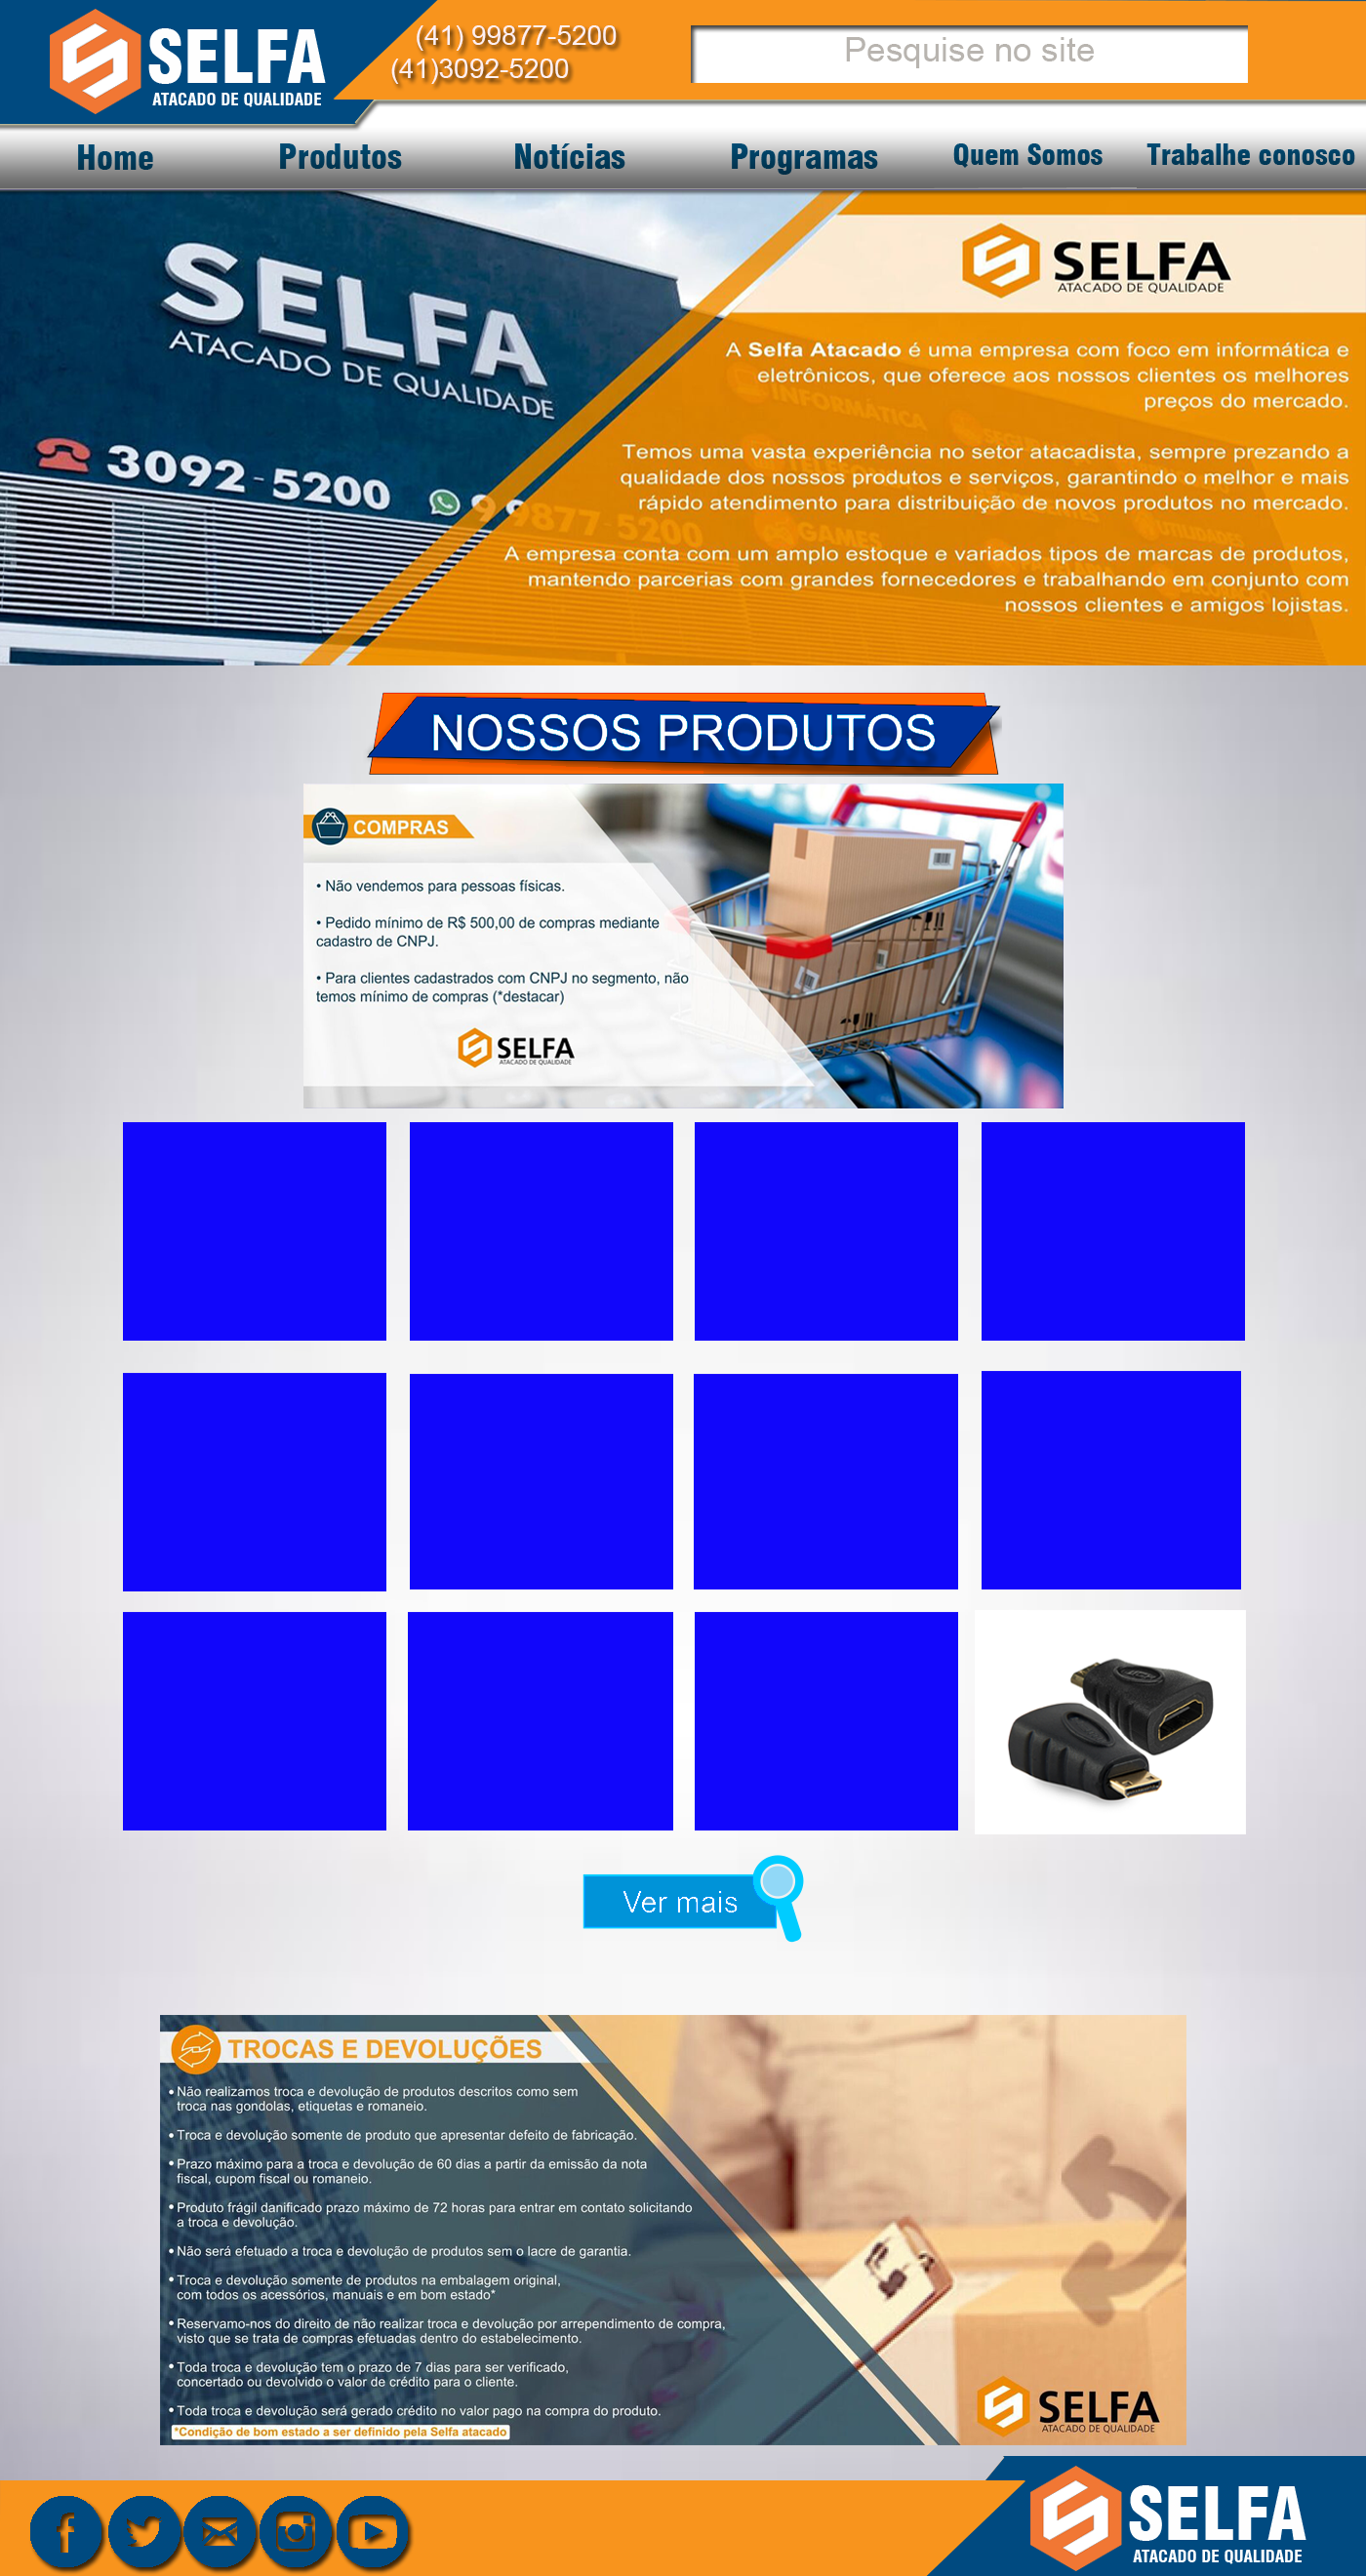 SELFA
ATACADO DE QUALIDADE
(41) 99877-5200
(41)3092-5200
Pesquise no site
Home Produtos Notícias Programas Quem Somos Trabalhe conosco
SELFA
ATACADO DE QUALIDADE
3092-5200
9 9877-5200
SELFA
ATACADO DE QUALIDADE
A Selfa Atacado é uma empresa com foco em informática e
eletrônicos, que oferece aos nossos clientes os melhores
preços do mercado.
INFORMÁTICA
Temos uma vasta experiência no setor atacadista, sempre prezando a
qualidade dos nossos produtos e serviços, garantindo o melhor e mais
rápido atendimento para distribuição de novos produtos no mercado.
GAMES
UTILIDADES
A empresa conta com um amplo estoque e variados tipos de marcas de produtos,
mantendo parcerias com grandes fornecedores e trabalhando em conjunto com
nossos clientes e amigos lojistas.
NOSSOS PRODUTOS
COMPRAS
• Não vendemos para pessoas físicas.
• Pedido mínimo de R$ 500,00 de compras mediante
cadastro de CNPJ.
• Para clientes cadastrados com CNPJ no segmento, não
temos mínimo de compras (*destacar)
SELFA
ATACADO DE QUALIDADE
Ver mais
TROCAS E DEVOLUÇÕES
• Não realizamos troca e devolução de produtos descritos como sem
troca nas gondolas, etiquetas e romaneio.
• Troca e devolução somente de produto que apresentar defeito de fabricação.
• Prazo máximo para a troca e devolução de 60 dias a partir da emissão da nota
fiscal, cupom fiscal ou romaneio.
• Produto frágil danificado prazo máximo de 72 horas para entrar em contato solicitando
a troca e devolução.
• Não será efetuado a troca e devolução de produtos sem o lacre de garantia.
• Troca e devolução somente de produtos na embalagem original,
com todos os acessórios, manuais e em bom estado*
• Reservamo-nos do direito de não realizar troca e devolução por arrependimento de compra,
visto que se trata de compras efetuadas dentro do estabelecimento.
• Toda troca e devolução tem o prazo de 7 dias para ser verificado,
concertado ou devolvido o valor de crédito para o cliente.
• Toda troca e devolução será gerado crédito no valor pago na compra do produto.
*Condição de bom estado a ser definido pela Selfa atacado
SELFA
ATACADO DE QUALIDADE
SELFA
ATACADO DE QUALIDADE